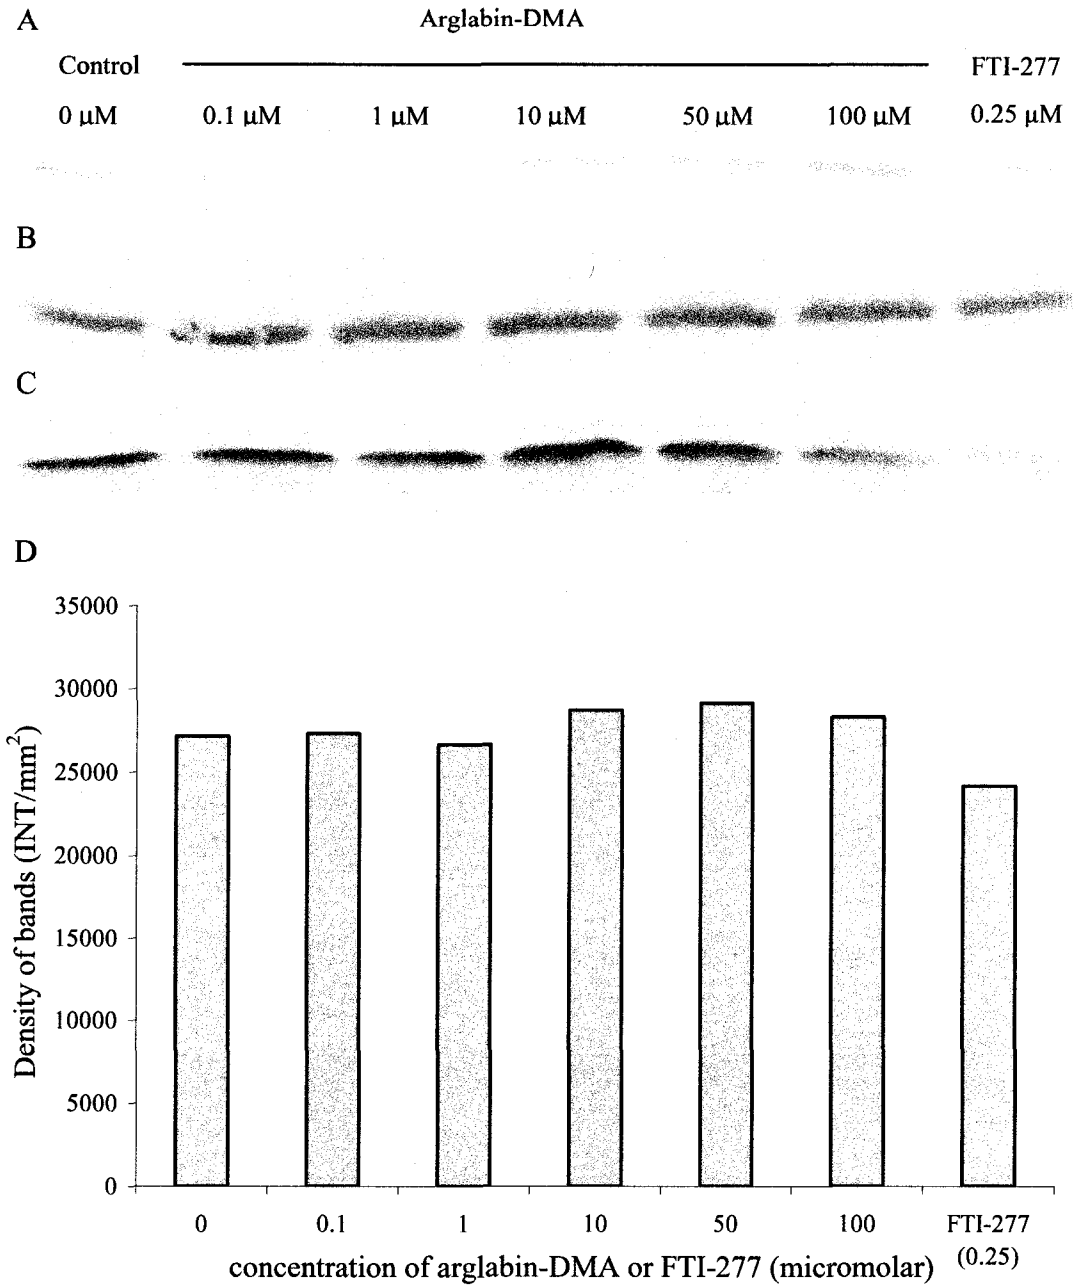 A
Arglabin-DMA
Control FTI-277
0 µM 0.1 µM 1 µM 10 µM 50 µM 100 µM 0.25 µM
B
C
D
35000
30000
25000
20000
15000
10000
5000
0
Density of bands (INT/mm²)
0 0.1 1 10 50 100 FTI-277
(0.25)
concentration of arglabin-DMA or FTI-277 (micromolar)